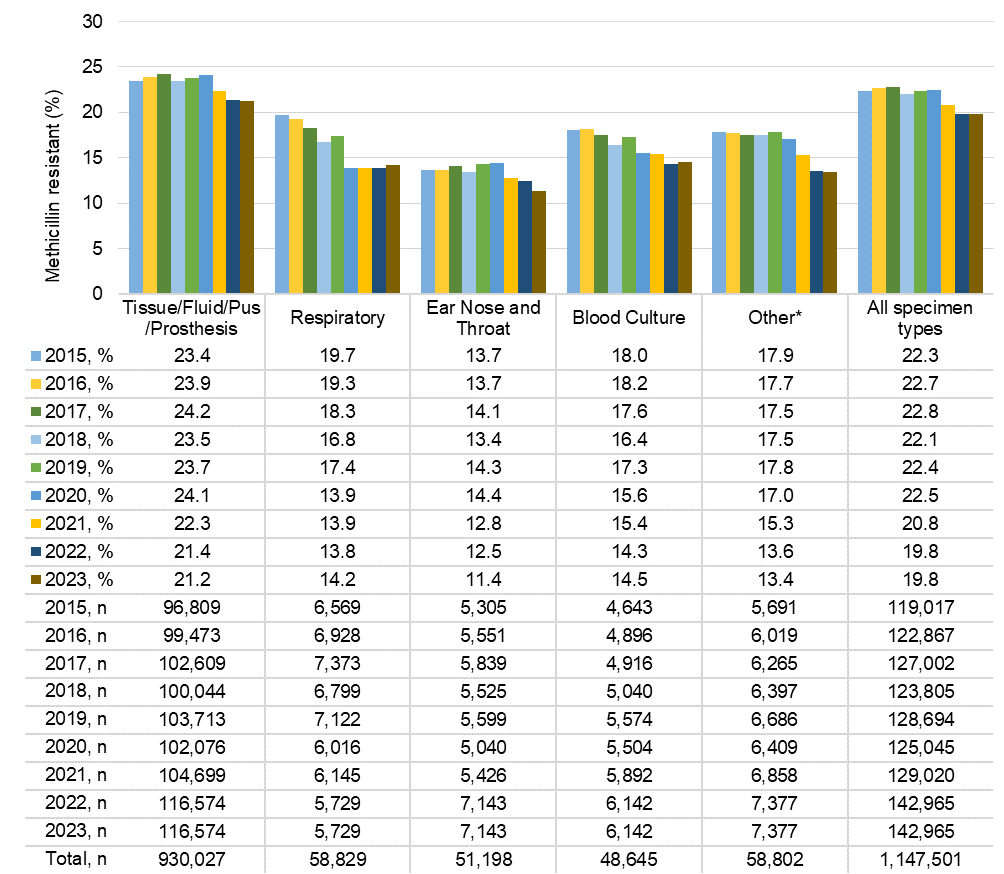 30
25
20
15
10
5
0
Methicillin resistant (%)
Tissue/Fluid/Pus
/Prosthesis
Respiratory
Ear Nose and
Throat
Blood Culture
Other*
All specimen
types
2015, % 23.4 19.7 13.7 18.0 17.9 22.3
2016, % 23.9 19.3 13.7 18.2 17.7 22.7
2017, % 24.2 18.3 14.1 17.6 17.5 22.8
2018, % 23.5 16.8 13.4 16.4 17.5 22.1
2019, % 23.7 17.4 14.3 17.3 17.8 22.4
2020, % 24.1 13.9 14.4 15.6 17.0 22.5
2021, % 22.3 13.9 12.8 15.4 15.3 20.8
2022, % 21.4 13.8 12.5 14.3 13.6 19.8
2023, % 21.2 14.2 11.4 14.5 13.4 19.8
2015, n 96,809 6,569 5,305 4,643 5,691 119,017
2016, n 99,473 6,928 5,551 4,896 6,019 122,867
2017, n 102,609 7,373 5,839 4,916 6,265 127,002
2018, n 100,044 6,799 5,525 5,040 6,397 123,805
2019, n 103,713 7,122 5,599 5,574 6,686 128,694
2020, n 102,076 6,016 5,040 5,504 6,409 125,045
2021, n 104,699 6,145 5,426 5,892 6,858 129,020
2022, n 116,574 5,729 7,143 6,142 7,377 142,965
2023, n 116,574 5,729 7,143 6,142 7,377 142,965
Total, n 930,027 58,829 51,198 48,645 58,802 1,147,501